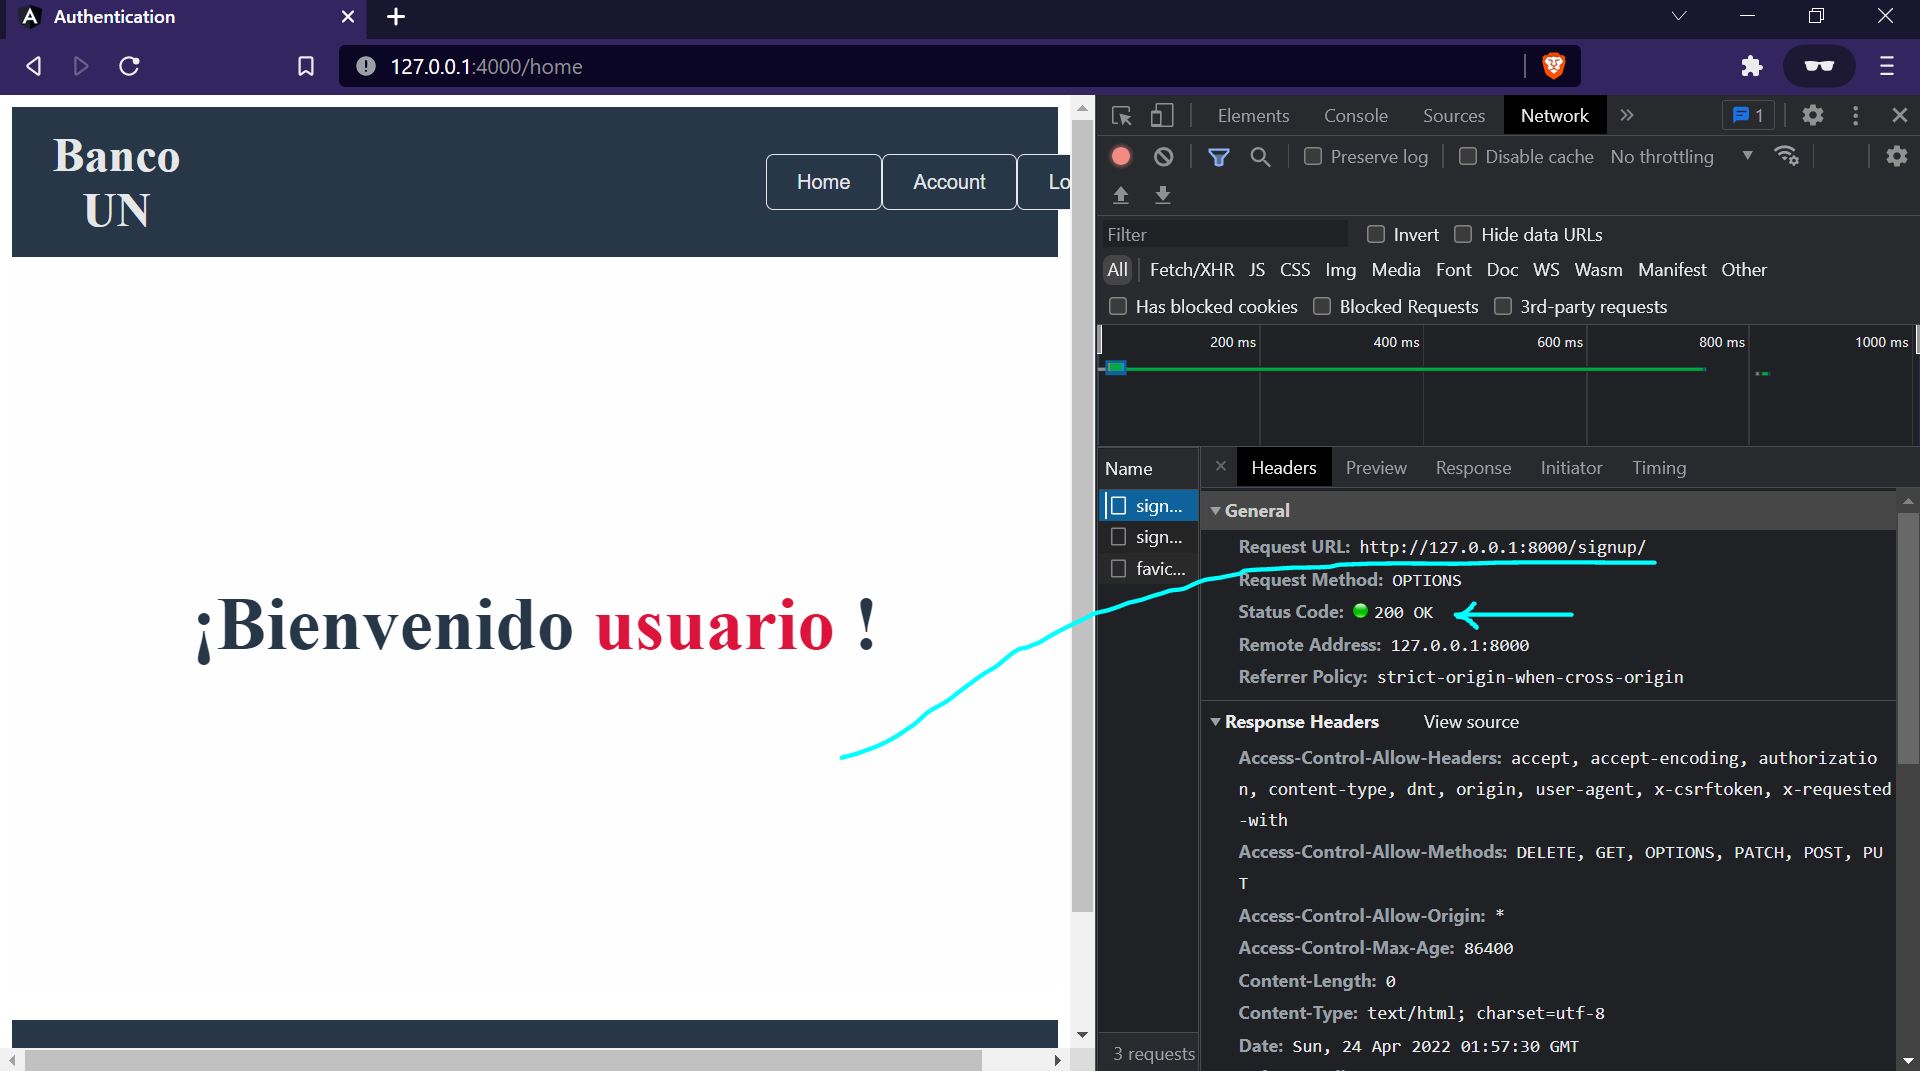 Authentication
127.0.0.1:4000/home
Banco
UN
Home
Account
Lo
¡Bienvenido usuario !
Elements
Console
Sources
Network
1
Preserve log
Disable cache
No throttling
Filter
Invert
Hide data URLs
All
Fetch/XHR
JS
CSS
Img
Media
Font
Doc
WS
Wasm
Manifest
Other
Has blocked cookies
Blocked Requests
3rd-party requests
200 ms
400 ms
600 ms
800 ms
1000 ms
Name
sign...
sign...
favic...
3 requests
Headers
Preview
Response
Initiator
Timing
General
Request URL: http://127.0.0.1:8000/signup/
Request Method: OPTIONS
Status Code: 200 OK
Remote Address: 127.0.0.1:8000
Referrer Policy: strict-origin-when-cross-origin
Response Headers
View source
Access-Control-Allow-Headers: accept, accept-encoding, authorizatio
n, content-type, dnt, origin, user-agent, x-csrftoken, x-requested
-with
Access-Control-Allow-Methods: DELETE, GET, OPTIONS, PATCH, POST, PU
T
Access-Control-Allow-Origin: *
Access-Control-Max-Age: 86400
Content-Length: 0
Content-Type: text/html; charset=utf-8
Date: Sun, 24 Apr 2022 01:57:30 GMT